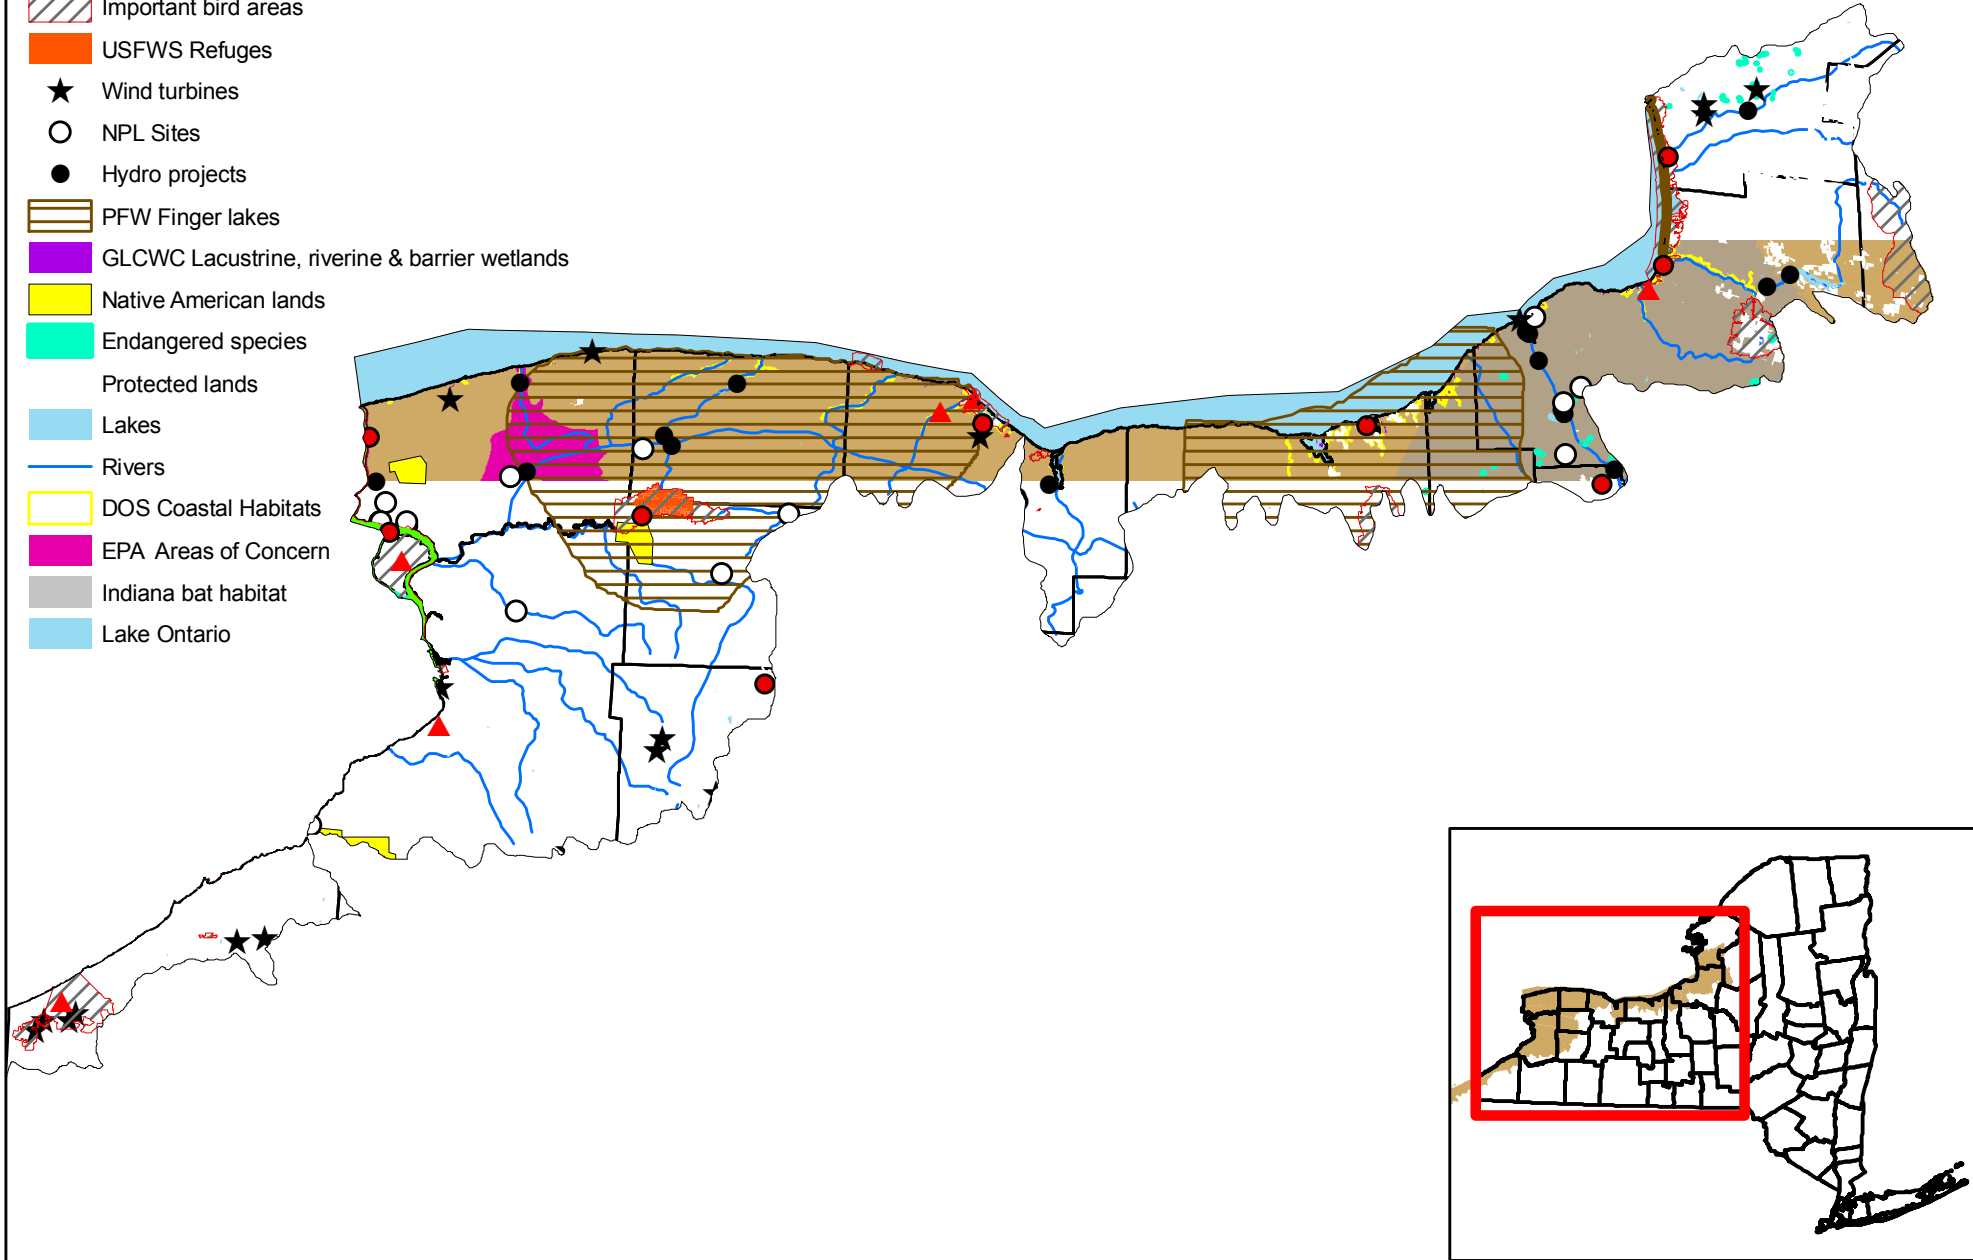 Important bird areas
USFWS Refuges
Wind turbines
NPL Sites
Hydro projects
PFW Finger lakes
GLCWC Lacustrine, riverine & barrier wetlands
Native American lands
Endangered species
Protected lands
Lakes
Rivers
DOS Coastal Habitats
EPA  Areas of Concern
Indiana bat habitat
Lake Ontario